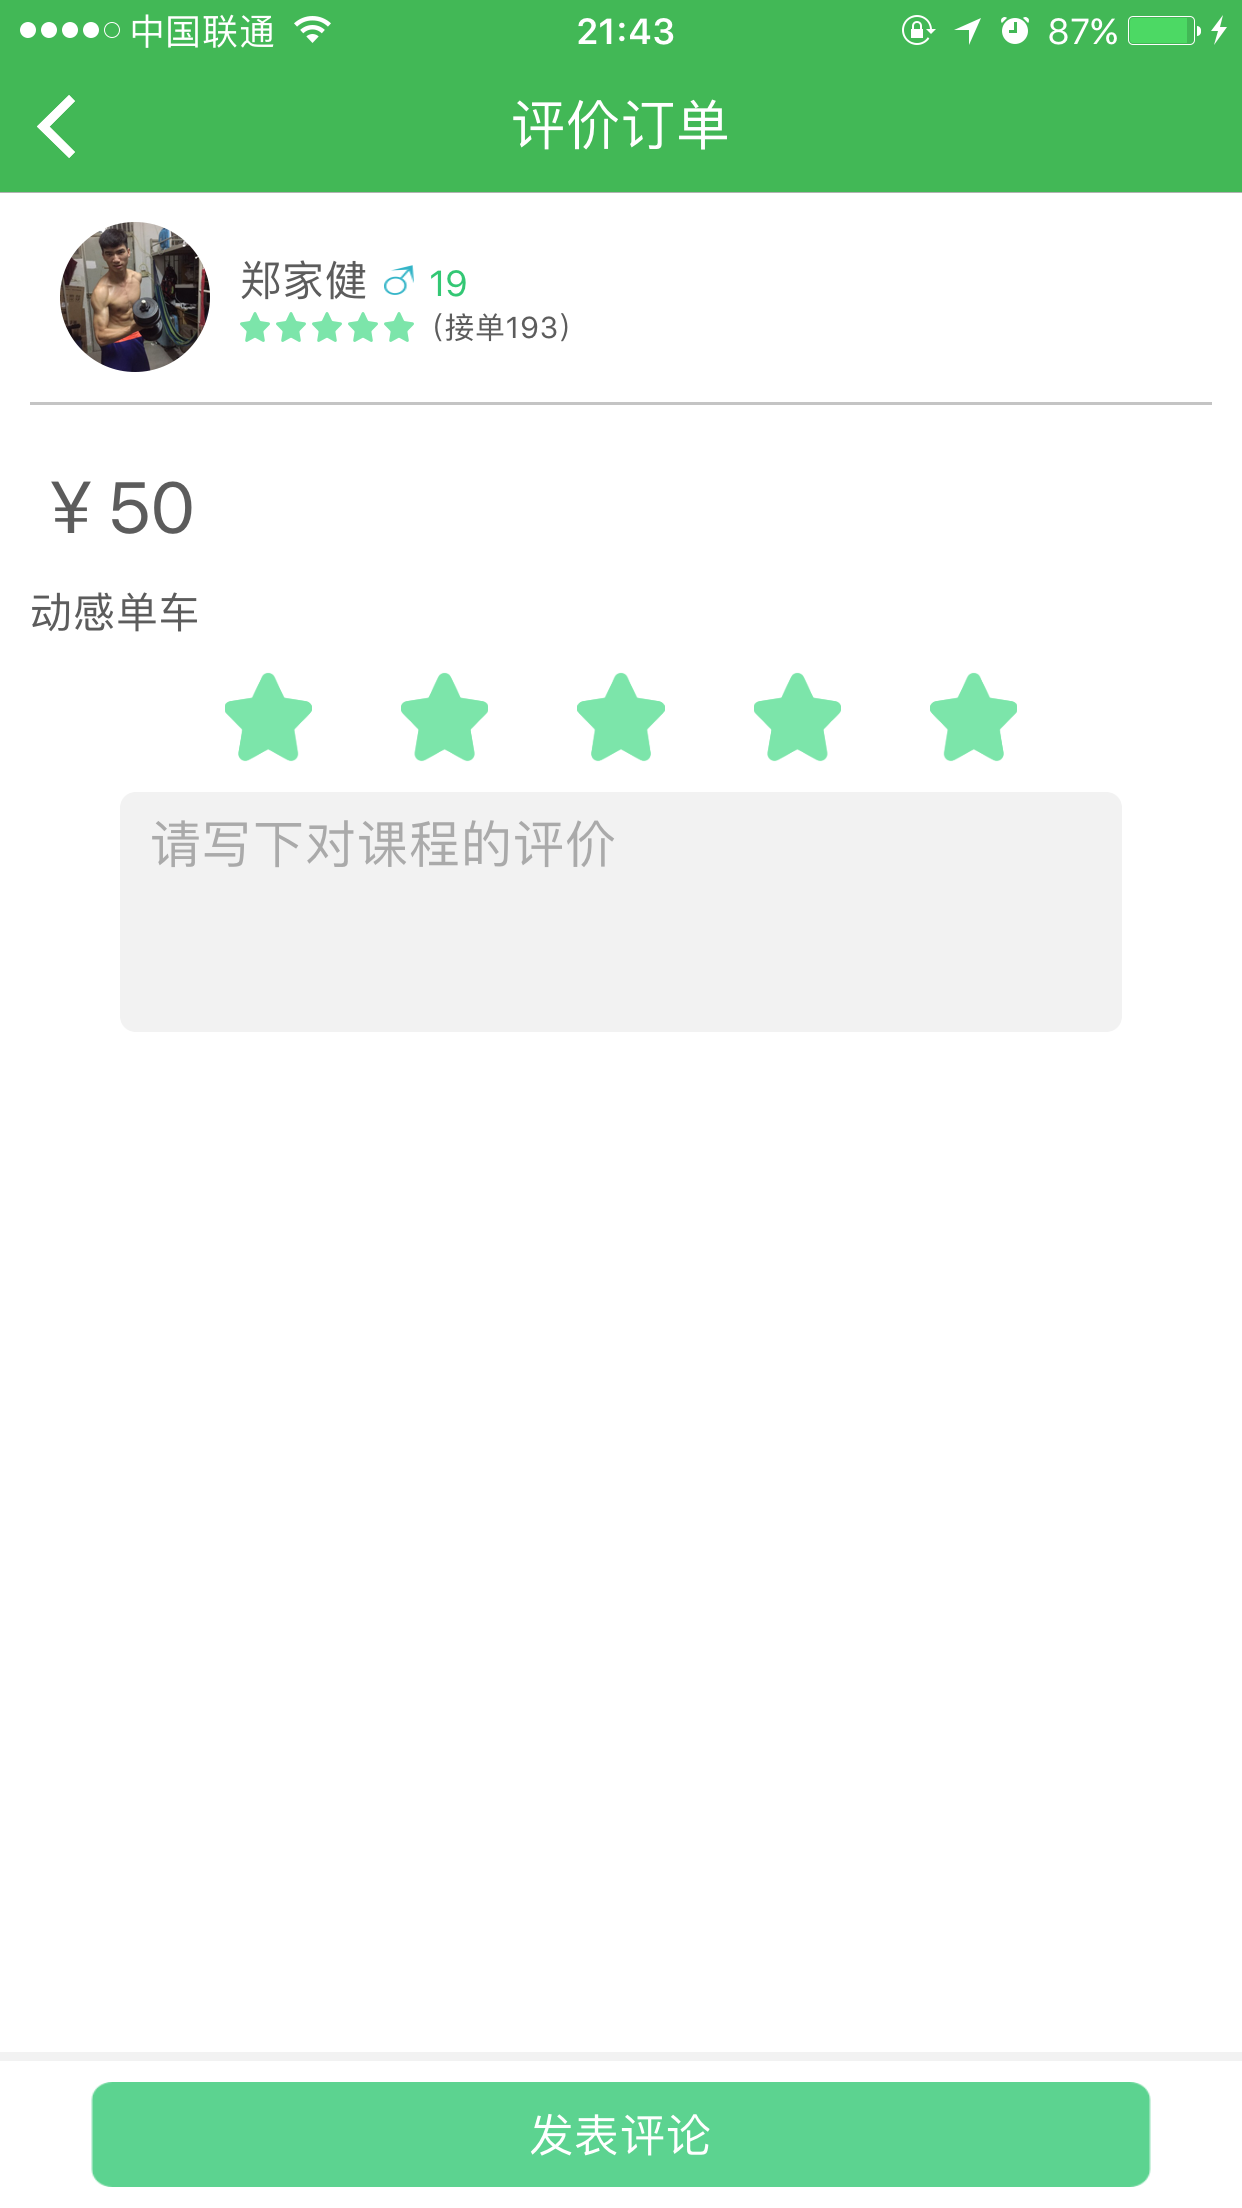 中国联通 21:43 87%
评价订单
郑家健 ♂ 19
(接单193)
¥ 50
动感单车
请写下对课程的评价
发表评论